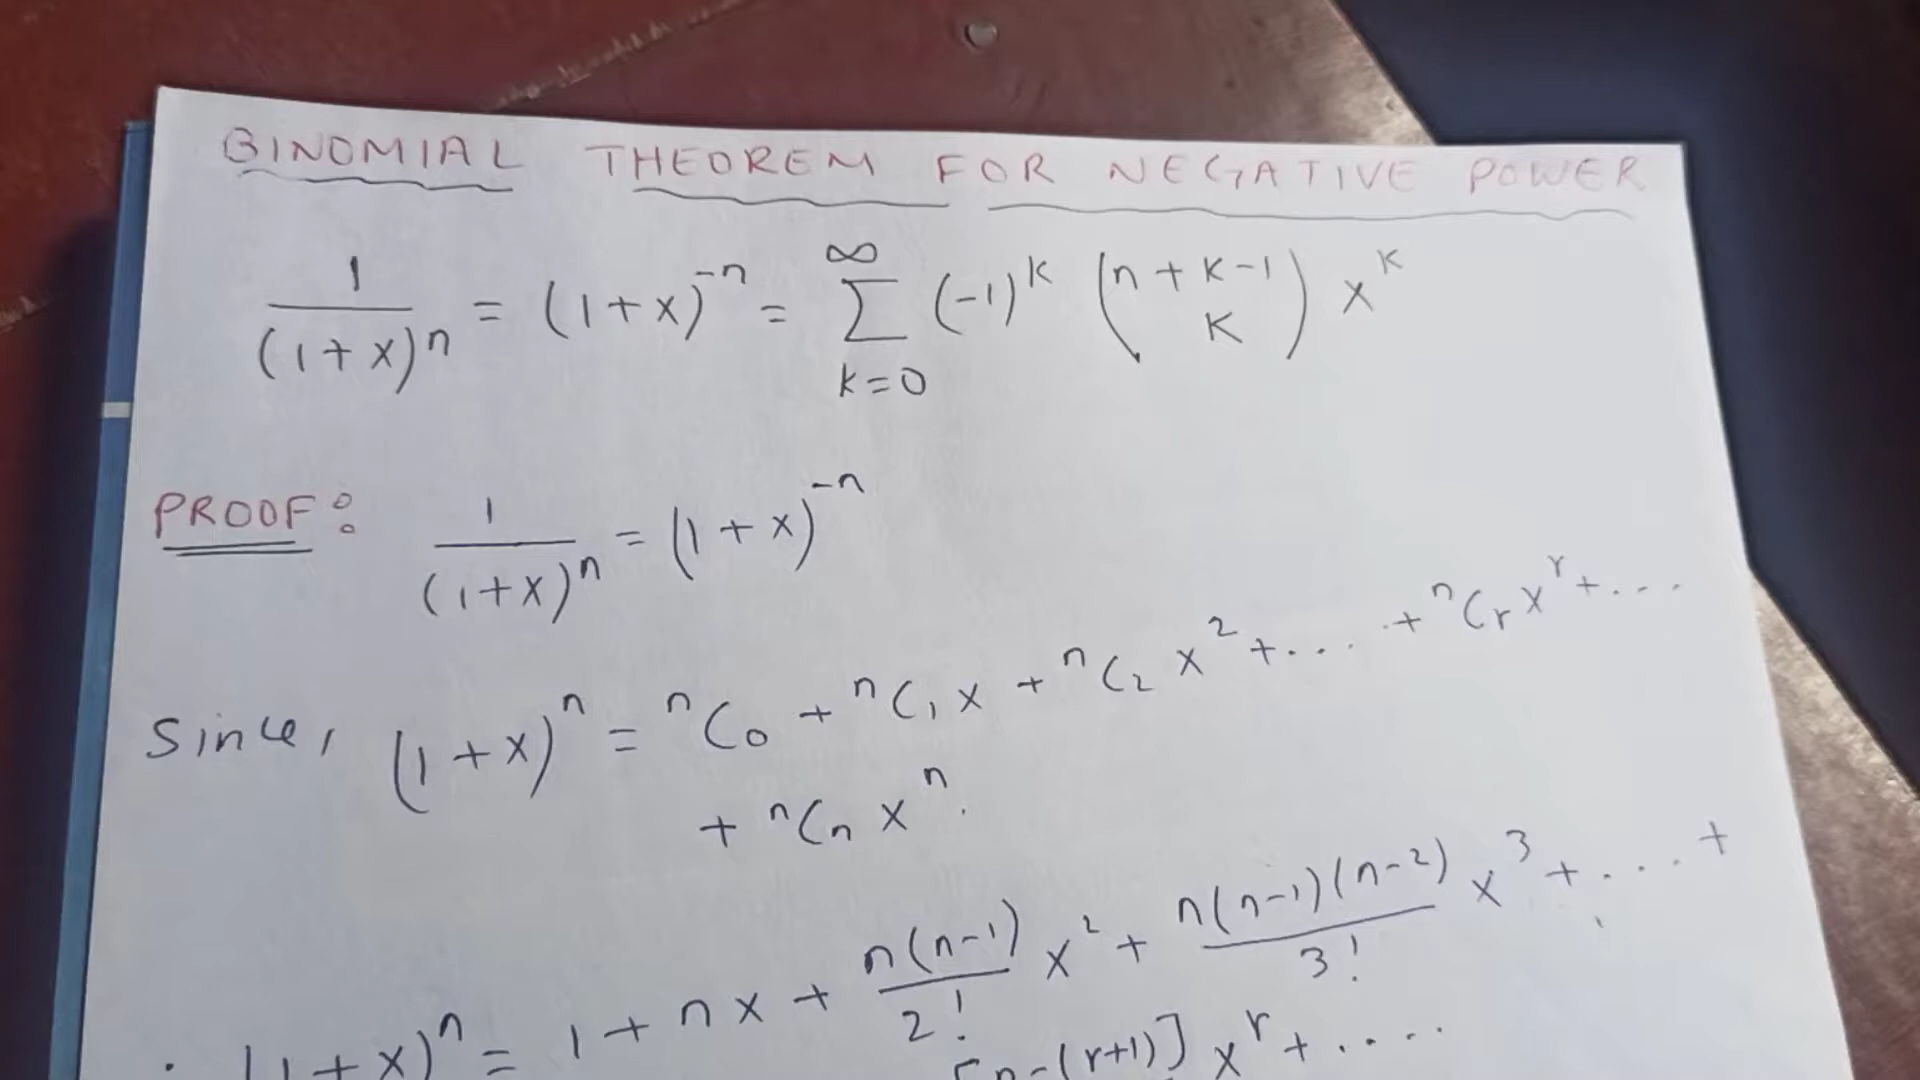 BINOMIAL THEOREM FOR NEGATIVE POWER
1/(1+x)^n = (1+x)^-n = ∑_{k=0}^{∞} (-1)^k (n+k-1 K) x^k
PROOF: 1/(1+x)^n = (1+x)^-n
Since, (1+x)^n = ^nC_0 + ^nC_1 x + ^nC_2 x^2 +.... + ^nC_r x^r +....
+ ^nC_n x^n.
(1+x)^n = 1 + nx + n(n-1)/2! x^2 + n(n-1)(n-2)/3! x^3 +.... +
[n-(r+1)] x^r +....